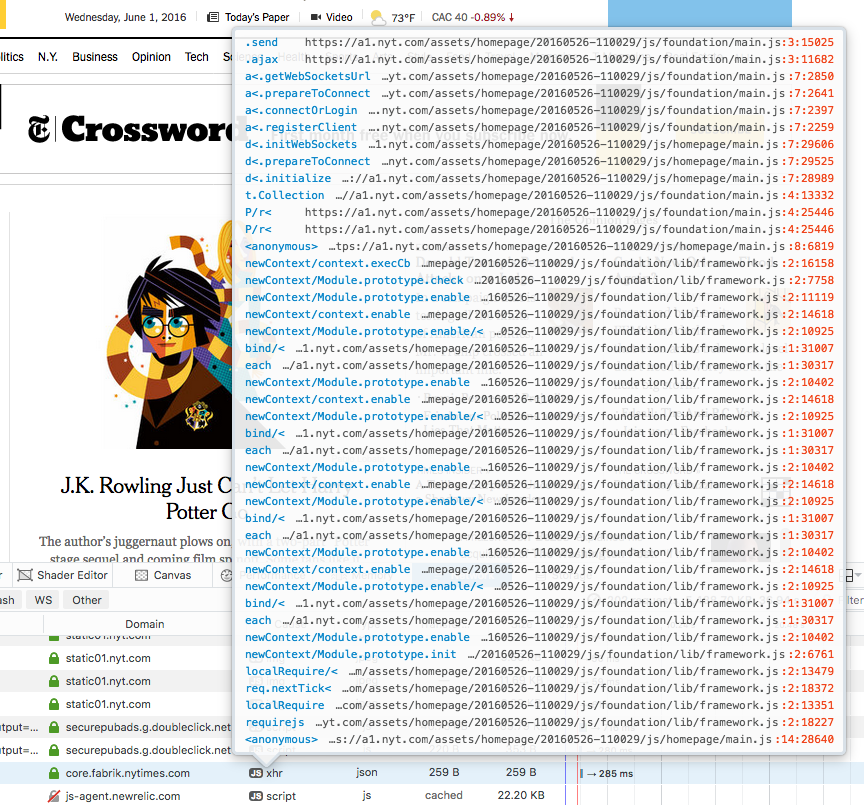 Wednesday, June 1, 2016 Today's Paper Video 73°F CAC 40 -0.89% ↓
litics N.Y. Business Opinion Tech
Crossword
.send https://a1.nyt.com/assets/homepage/20160526-110029/js/foundation/main.js:3:15025
.ajax https://a1.nyt.com/assets/homepage/20160526-110029/js/foundation/main.js:3:11682
a<.getWebSocketsUrl …yt.com/assets/homepage/20160526-110029/js/foundation/main.js:7:2850
a<.prepareToConnect …yt.com/assets/homepage/20160526-110029/js/foundation/main.js:7:2641
a<.connectOrLogin ….nyt.com/assets/homepage/20160526-110029/js/foundation/main.js:7:2397
a<.registerClient ….nyt.com/assets/homepage/20160526-110029/js/foundation/main.js:7:2259
d<.initWebSockets …1.nyt.com/assets/homepage/20160526-110029/js/homepage/main.js:7:29606
d<.prepareToConnect …nyt.com/assets/homepage/20160526-110029/js/homepage/main.js:7:29525
d<.initialize …://a1.nyt.com/assets/homepage/20160526-110029/js/homepage/main.js:7:28989
t.Collection …//a1.nyt.com/assets/homepage/20160526-110029/js/foundation/main.js:4:13332
P/r< https://a1.nyt.com/assets/homepage/20160526-110029/js/foundation/main.js:4:25446
P/r< https://a1.nyt.com/assets/homepage/20160526-110029/js/foundation/main.js:4:25446
<anonymous> …tps://a1.nyt.com/assets/homepage/20160526-110029/js/homepage/main.js:8:6819
newContext/context.execCb …mepage/20160526-110029/js/foundation/lib/framework.js:2:16158
newContext/Module.prototype.check …20160526-110029/js/foundation/lib/framework.js:2:7758
newContext/Module.prototype.enable …160526-110029/js/foundation/lib/framework.js:2:11119
newContext/context.enable …mepage/20160526-110029/js/foundation/lib/framework.js:2:14618
newContext/Module.prototype.enable/< …0526-110029/js/foundation/lib/framework.js:2:10925
bind/< …1.nyt.com/assets/homepage/20160526-110029/js/foundation/lib/framework.js:1:31007
each …/a1.nyt.com/assets/homepage/20160526-110029/js/foundation/lib/framework.js:1:30317
newContext/Module.prototype.enable …160526-110029/js/foundation/lib/framework.js:2:10402
newContext/context.enable …mepage/20160526-110029/js/foundation/lib/framework.js:2:14618
newContext/Module.prototype.enable/< …0526-110029/js/foundation/lib/framework.js:2:10925
bind/< …1.nyt.com/assets/homepage/20160526-110029/js/foundation/lib/framework.js:1:31007
each …/a1.nyt.com/assets/homepage/20160526-110029/js/foundation/lib/framework.js:1:30317
newContext/Module.prototype.enable …160526-110029/js/foundation/lib/framework.js:2:10402
newContext/context.enable …mepage/20160526-110029/js/foundation/lib/framework.js:2:14618
newContext/Module.prototype.enable/< …0526-110029/js/foundation/lib/framework.js:2:10925
bind/< …1.nyt.com/assets/homepage/20160526-110029/js/foundation/lib/framework.js:1:31007
each …/a1.nyt.com/assets/homepage/20160526-110029/js/foundation/lib/framework.js:1:30317
newContext/Module.prototype.enable …160526-110029/js/foundation/lib/framework.js:2:10402
newContext/context.enable …mepage/20160526-110029/js/foundation/lib/framework.js:2:14618
newContext/Module.prototype.enable/< …0526-110029/js/foundation/lib/framework.js:2:10925
bind/< …1.nyt.com/assets/homepage/20160526-110029/js/foundation/lib/framework.js:1:31007
each …/a1.nyt.com/assets/homepage/20160526-110029/js/foundation/lib/framework.js:1:30317
newContext/Module.prototype.enable …160526-110029/js/foundation/lib/framework.js:2:10402
newContext/Module.prototype.init …/20160526-110029/js/foundation/lib/framework.js:2:6761
localRequire/< …m/assets/homepage/20160526-110029/js/foundation/lib/framework.js:2:13479
req.nextTick< …om/assets/homepage/20160526-110029/js/foundation/lib/framework.js:2:18372
localRequire …com/assets/homepage/20160526-110029/js/foundation/lib/framework.js:2:13351
requirejs …yt.com/assets/homepage/20160526-110029/js/foundation/lib/framework.js:2:18227
<anonymous> …s://a1.nyt.com/assets/homepage/20160526-110029/js/homepage/main.js:14:28640
J.K. Rowling Just Can't Let Harry
Potter Go
The author's juggernaut plows on
stage sequel and coming film
Shader Editor Canvas
ash WS Other
Domain
static01.nyt.com
static01.nyt.com
static01.nyt.com
static01.nyt.com
utput=… securepubads.g.doubleclick.net
utput=… securepubads.g.doubleclick.net
core.fabrik.nytimes.com JS xhr json 259 B 259 B → 285 ms
js-agent.newrelic.com JS script js cached 22.20 KB